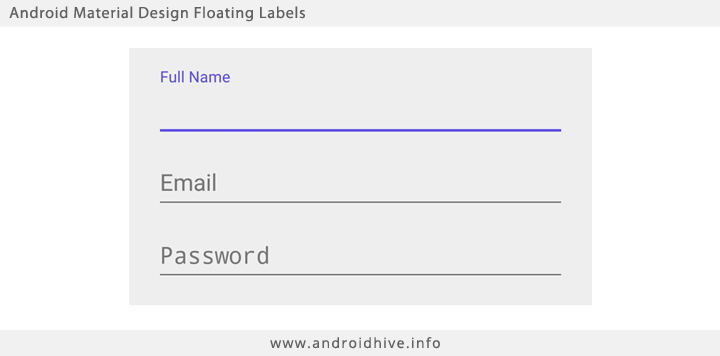 Android Material Design Floating Labels
Full Name
Email
Password
www.androidhive.info